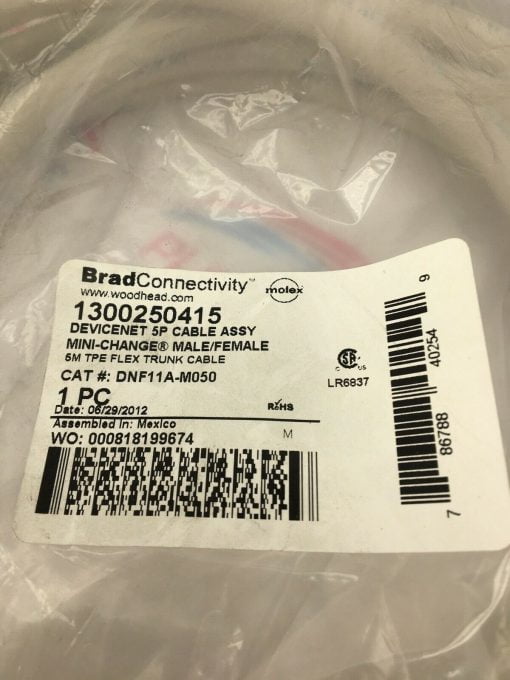 BradConnectivity™
molex
www.woodhead.com
1300250415
DEVICENET 5P CABLE ASSY
MINI-CHANGE® MALE/FEMALE
5M TPE FLEX TRUNK CABLE
CAT #: DNF11A-M050
1 PC
Date: 06/29/2012
RoHS
Assembled in: Mexico
WO: 000818199674
M
C SA US
LR6837
7 86788 40254 9